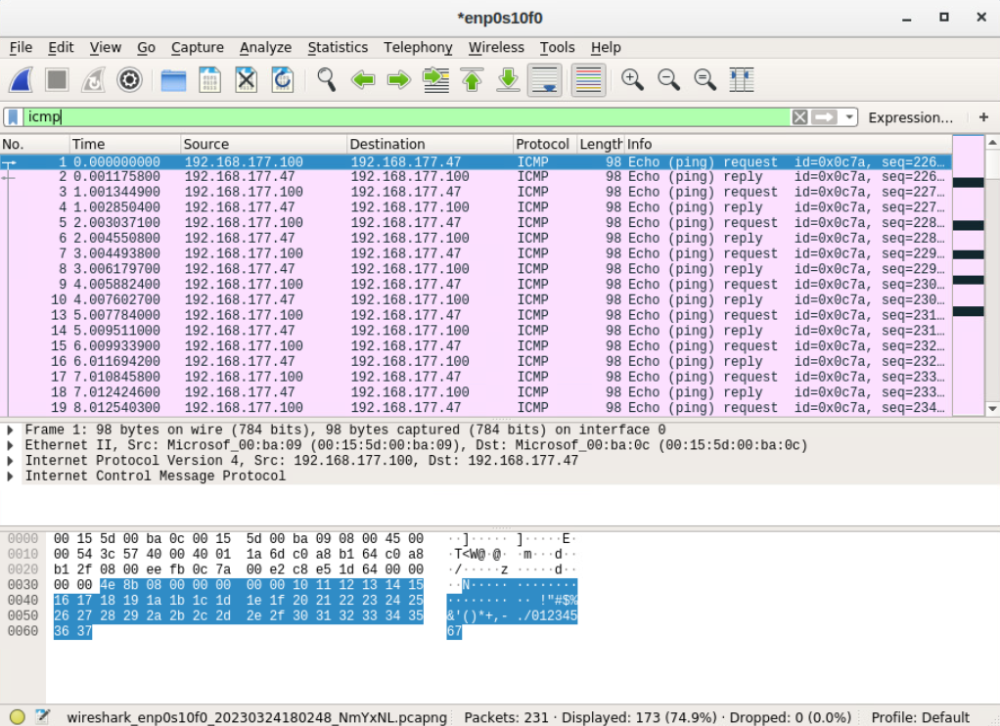 *enp0s10f0
File Edit View Go Capture Analyze Statistics Telephony Wireless Tools Help
icmp Expression... +
No. Time Source Destination Protocol Length Info
1 0.000000000 192.168.177.100 192.168.177.47 ICMP 98 Echo (ping) request id=0x0c7a, seq=226…
2 0.001175800 192.168.177.47 192.168.177.100 ICMP 98 Echo (ping) reply id=0x0c7a, seq=226…
3 1.001344900 192.168.177.100 192.168.177.47 ICMP 98 Echo (ping) request id=0x0c7a, seq=227…
4 1.002850400 192.168.177.47 192.168.177.100 ICMP 98 Echo (ping) reply id=0x0c7a, seq=227…
5 2.003037100 192.168.177.100 192.168.177.47 ICMP 98 Echo (ping) request id=0x0c7a, seq=228…
6 2.004550800 192.168.177.47 192.168.177.100 ICMP 98 Echo (ping) reply id=0x0c7a, seq=228…
7 3.004493800 192.168.177.100 192.168.177.47 ICMP 98 Echo (ping) request id=0x0c7a, seq=229…
8 3.006179700 192.168.177.47 192.168.177.100 ICMP 98 Echo (ping) reply id=0x0c7a, seq=229…
9 4.005882400 192.168.177.100 192.168.177.47 ICMP 98 Echo (ping) request id=0x0c7a, seq=230…
10 4.007602700 192.168.177.47 192.168.177.100 ICMP 98 Echo (ping) reply id=0x0c7a, seq=230…
13 5.007784000 192.168.177.100 192.168.177.47 ICMP 98 Echo (ping) request id=0x0c7a, seq=231…
14 5.009511000 192.168.177.47 192.168.177.100 ICMP 98 Echo (ping) reply id=0x0c7a, seq=231…
15 6.009933900 192.168.177.100 192.168.177.47 ICMP 98 Echo (ping) request id=0x0c7a, seq=232…
16 6.011694200 192.168.177.47 192.168.177.100 ICMP 98 Echo (ping) reply id=0x0c7a, seq=232…
17 7.010845800 192.168.177.100 192.168.177.47 ICMP 98 Echo (ping) request id=0x0c7a, seq=233…
18 7.012424600 192.168.177.47 192.168.177.100 ICMP 98 Echo (ping) reply id=0x0c7a, seq=233…
19 8.012540300 192.168.177.100 192.168.177.47 ICMP 98 Echo (ping) request id=0x0c7a, seq=234…
Frame 1: 98 bytes on wire (784 bits), 98 bytes captured (784 bits) on interface 0
Ethernet II, Src: Microsof_00:ba:09 (00:15:5d:00:ba:09), Dst: Microsof_00:ba:0c (00:15:5d:00:ba:0c)
Internet Protocol Version 4, Src: 192.168.177.100, Dst: 192.168.177.47
Internet Control Message Protocol
0000 00 15 5d 00 ba 0c 00 15 5d 00 ba 09 08 00 45 00 ··]····· ]·····E·
0010 00 54 3c 57 40 00 40 01 1a 6d c0 a8 b1 64 c0 a8 ·T<W@·@· ·m···d··
0020 b1 2f 08 00 ee fb 0c 7a 00 e2 c8 e5 1d 64 00 00 ·/·····z ·····d··
0030 00 00 4e 8b 08 00 00 00 00 00 10 11 12 13 14 15 ··N····· ········
0040 16 17 18 19 1a 1b 1c 1d 1e 1f 20 21 22 23 24 25 ········ ·· !"#$%
0050 26 27 28 29 2a 2b 2c 2d 2e 2f 30 31 32 33 34 35 &'()*+,- ./012345
0060 36 37 67
wireshark_enp0s10f0_20230324180248_NmYxNL.pcapng Packets: 231 · Displayed: 173 (74.9%) · Dropped: 0 (0.0%) Profile: Default